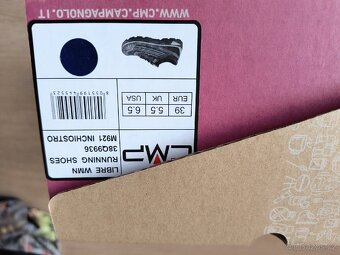 WWW.CMP.CAMPAGNOLO.IT
CMP
LIBRE WMN
RUNNING SHOES
38Q9936
M921 INCHIOSTRO
EUR UK USA
39 5.5 6.5